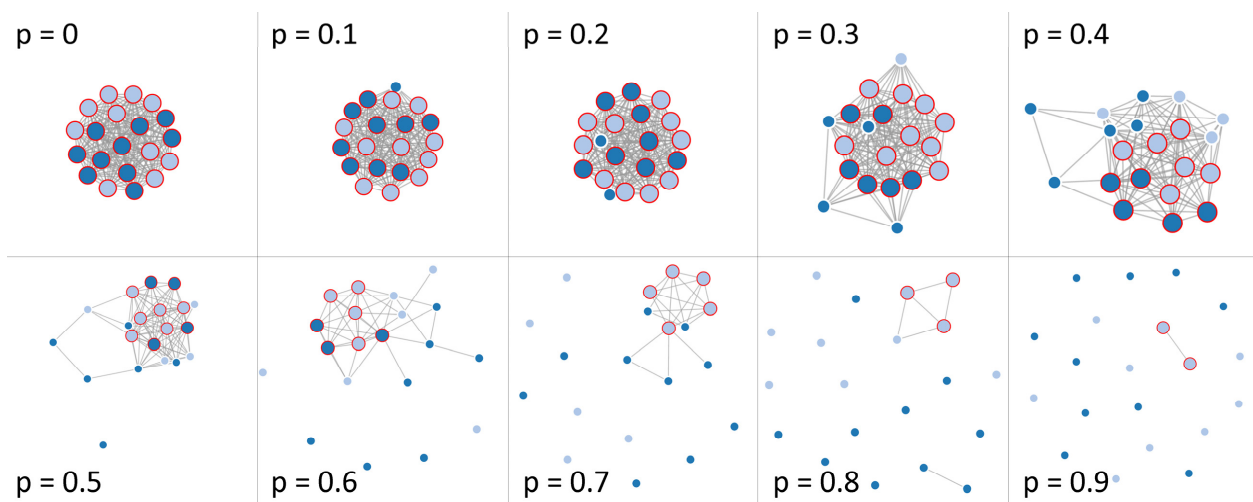 p = 0
p = 0.1
p = 0.2
p = 0.3
p = 0.4
p = 0.5
p = 0.6
p = 0.7
p = 0.8
p = 0.9